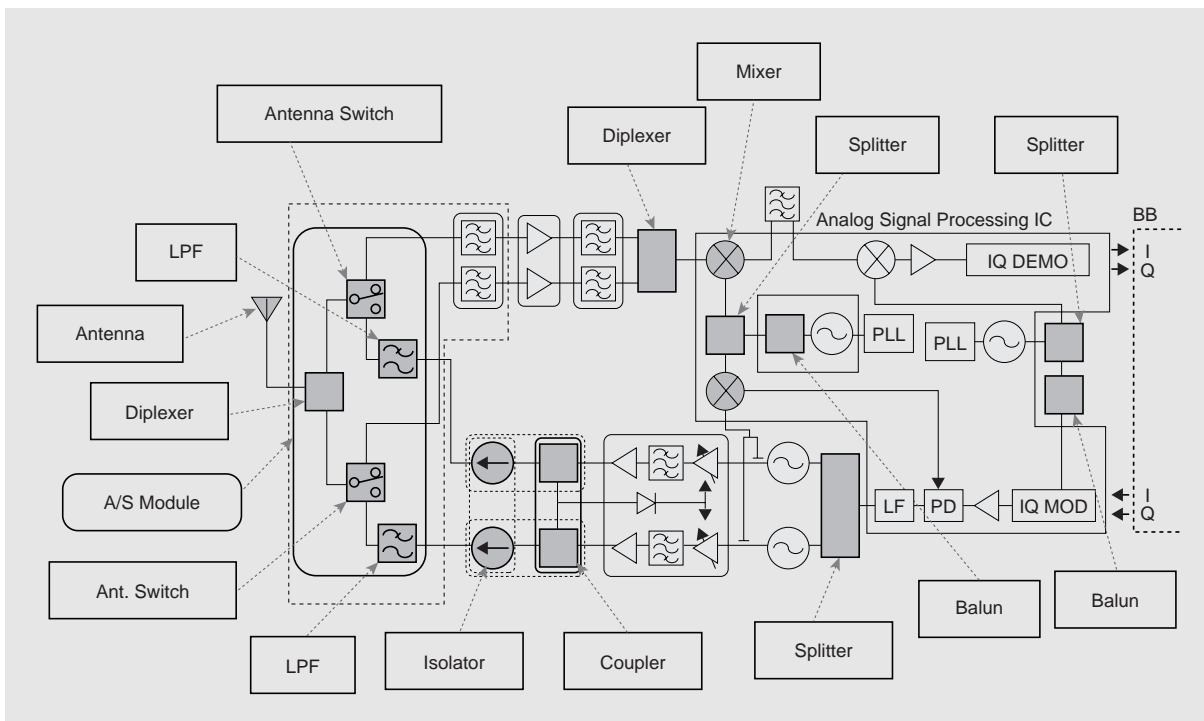 Mixer
Antenna Switch
Diplexer
Splitter
Splitter
Analog Signal Processing IC
BB
LPF
I
Q
IQ DEMO
Antenna
PLL
PLL
Diplexer
A/S Module
LF
PD
IQ MOD
I
Q
Ant. Switch
Balun
Balun
LPF
Isolator
Coupler
Splitter